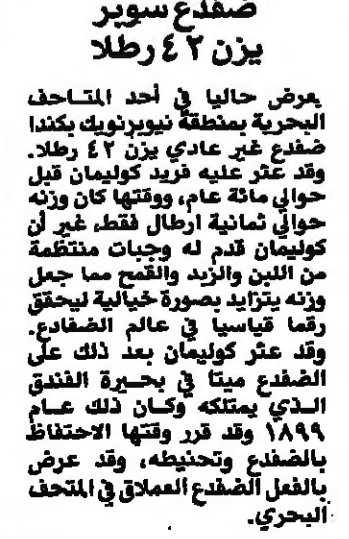 ضفدع سوبر
يزن ٤٢ رطلا
يعرض حاليا في أحد المتاحف
البحرية بمنطقة نيوبرنويك بكندا
ضفدع غير عادي يزن ٤٢ رطلا.
وقد عثر عليه فريد كوليمان قبل
حوالي مائة عام، ووقتها كان وزنه
حوالي ثمانية ارطال فقط، غير أن
كوليمان قدم له وجبات منتظمة
من اللبن والزبد والقمح مما جعل
وزنه يتزايد بصورة خيالية ليحقق
رقما قياسيا في عالم الضفادع.
وقد عثر كوليمان بعد ذلك على
الضفدع ميتا في بحيرة الفندق
الذي يمتلكه وكان ذلك عام
١٨٩٩ وقد قرر وقتها الاحتفاظ
بالضفدع وتحنيطه، وقد عرض
بالفعل الضفدع العملاق في المتحف
البحري.